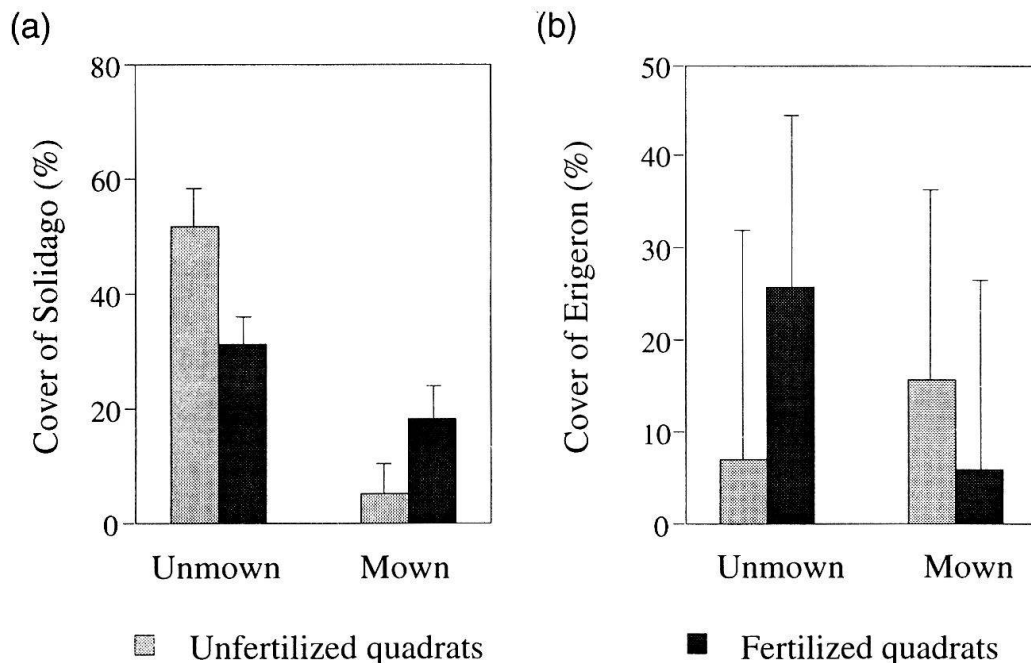 (a)
80
60
40
20
0
Cover of Solidago (%)
Unmown Mown
(b)
50
40
30
20
10
0
Cover of Erigeron (%)
Unmown Mown
Unfertilized quadrats Fertilized quadrats